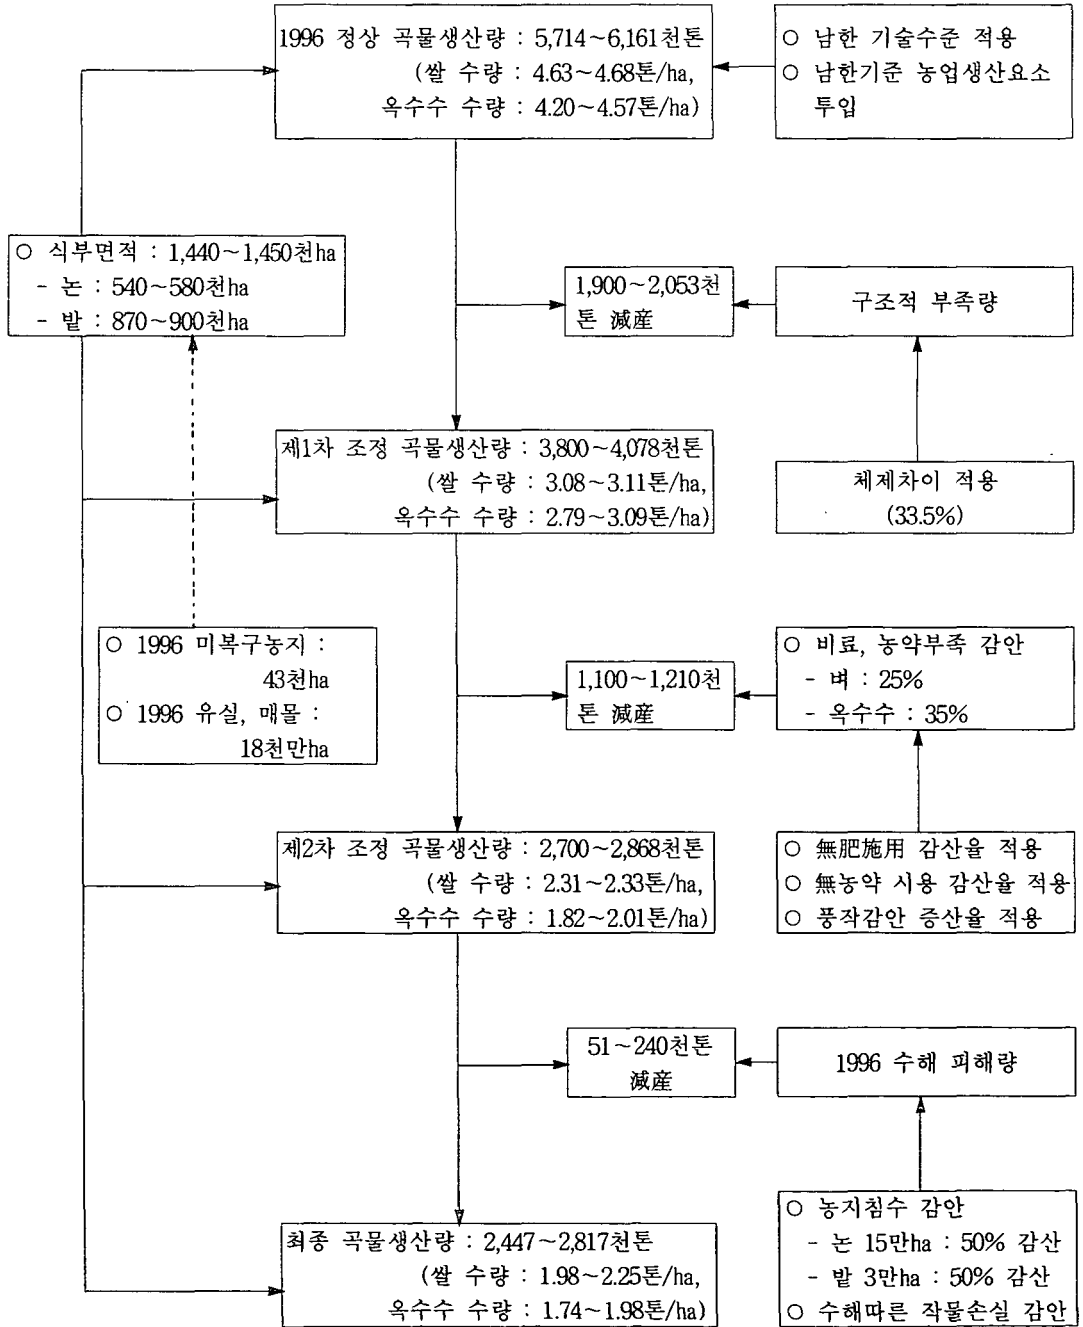 1996 정상 곡물생산량 : 5,714~6,161천톤
(쌀 수량 : 4.63~4.68톤/ha,
옥수수 수량 : 4.20~4.57톤/ha)
○ 남한 기술수준 적용
○ 남한기준 농업생산요소
투입
○ 식부면적 : 1,440~1,450천ha
- 논 : 540~580천ha
- 밭 : 870~900천ha
1,900~2,053천
톤 減産
구조적 부족량
제1차 조정 곡물생산량 : 3,800~4,078천톤
(쌀 수량 : 3.08~3.11톤/ha,
옥수수 수량 : 2.79~3.09톤/ha)
체제차이 적용
(33.5%)
○ 1996 미복구농지 :
43천ha
○ 1996 유실, 매몰 :
18천만ha
1,100~1,210천
톤 減産
○ 비료, 농약부족 감안
- 벼 : 25%
- 옥수수 : 35%
제2차 조정 곡물생산량 : 2,700~2,868천톤
(쌀 수량 : 2.31~2.33톤/ha,
옥수수 수량 : 1.82~2.01톤/ha)
○ 無肥施用 감산율 적용
○ 無농약 시용 감산율 적용
○ 풍작감안 증산율 적용
51~240천톤
減産
1996 수해 피해량
최종 곡물생산량 : 2,447~2,817천톤
(쌀 수량 : 1.98~2.25톤/ha,
옥수수 수량 : 1.74~1.98톤/ha)
○ 농지침수 감안
- 논 15만ha : 50% 감산
- 밭 3만ha : 50% 감산
○ 수해따른 작물손실 감안